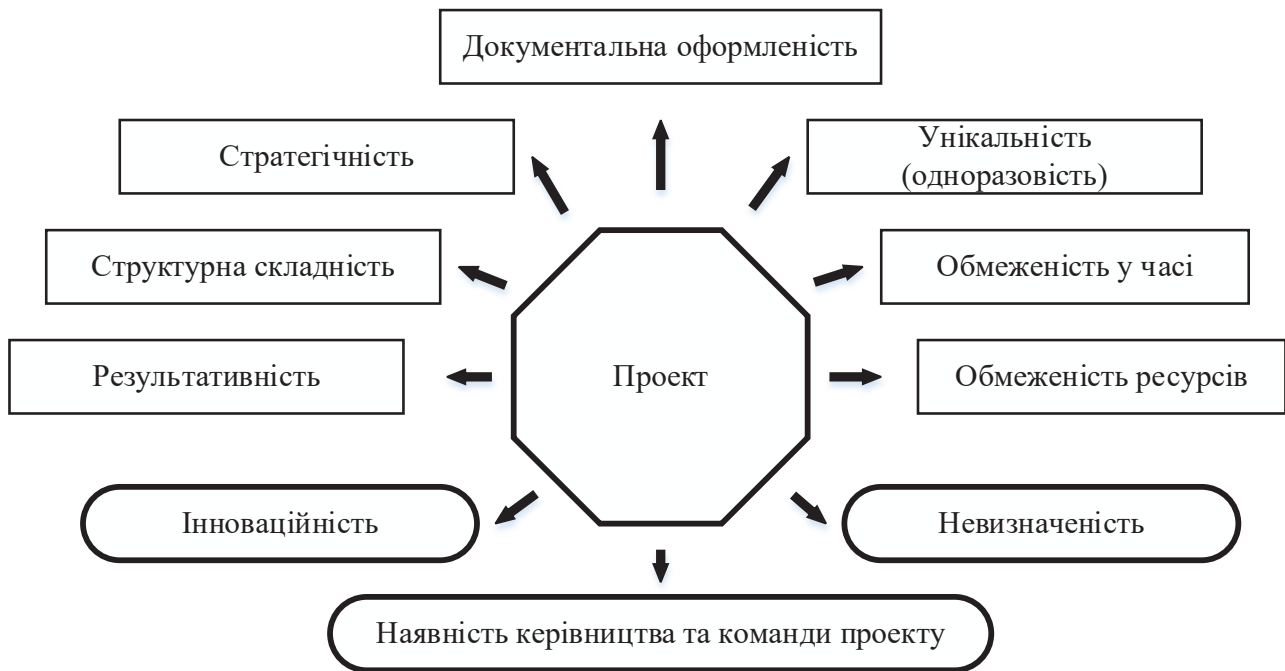 Документальна оформленість
Стратегічність
Унікальність
(одноразовість)
Структурна складність
Обмеженість у часі
Результативність
Проект
Обмеженість ресурсів
Інноваційність
Невизначеність
Наявність керівництва та команди проекту